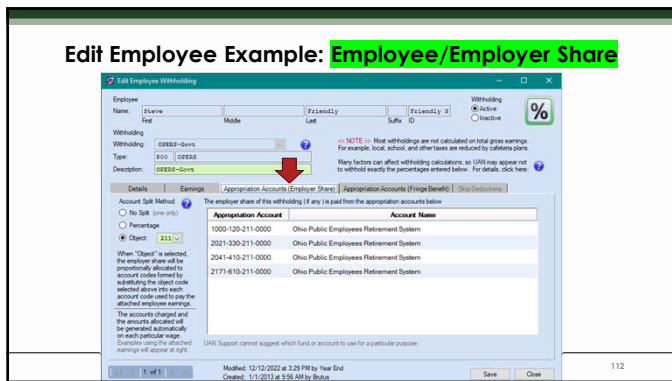 Edit Employee Example: Employee/Employer Share
Edit Employee Withholding
Employee
Name: Steve Friendly Friendly S
First Middle Last Suffix ID
Withholding
Active
Inactive
%
Withholding
Withholding: OPERS-Govt
Type: P00 OPERS
Description: OPERS-Govt
<< NOTE >> Most withholdings are not calculated on total gross earnings.
For example, local, school, and other taxes are reduced by cafeteria plans.
Many factors can affect withholding calculations, so UAN may appear not
to withhold exactly the percentages entered below. For details, click here:
Details Earnings Appropriation Accounts (Employer Share) Appropriation Accounts (Fringe Benefit) Skip Deductions
Account Split Method
No Split (one only)
Percentage
Object: 211
When "Object" is selected,
the employer share will be
proportionally allocated to
account codes formed by
substituting the object code
selected above into each
account code used to pay the
attached employee earnings.
The accounts charged and
the amounts allocated will
be generated automatically
on each particular wage.
Examples using the attached
earnings will appear at right.
The employer share of this withholding ( if any ) is paid from the appropriation accounts below
Appropriation Account Account Name
1000-120-211-0000 Ohio Public Employees Retirement System
2021-330-211-0000 Ohio Public Employees Retirement System
2041-410-211-0000 Ohio Public Employees Retirement System
2171-610-211-0000 Ohio Public Employees Retirement System
UAN Support cannot suggest which fund or account to use for a particular purpose.
1 of 1
Modified: 12/12/2022 at 3:29 PM by Year End
Created: 1/1/2013 at 9:56 AM by Brutus
Save Close
112